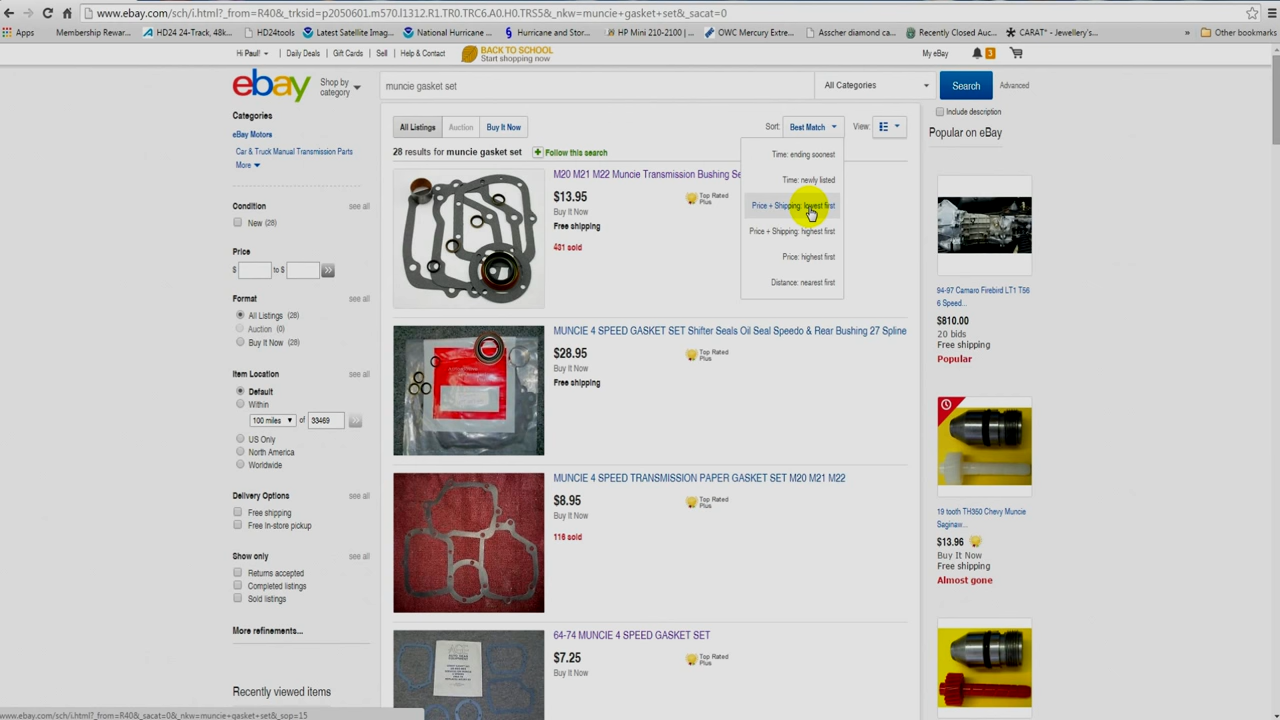 www.ebay.com/sch/i.html?_from=R40&_trksid=p2050601.m570.l1312.R1.TR0.TRC6.A0.H0.TRS5&_nkw=muncie+gasket+set&_sacat=0
Apps Membership Rewar... HD24 24-Track, 48k... HD24tools Latest Satellite Imag... National Hurricane ... Hurricane and Stor... HP Mini 210-2100 | ... OWC Mercury Extre... Asscher diamond ca... Recently Closed Auc... CARAT* - Jewellery's... » Other bookmarks
Hi Paul! Daily Deals Gift Cards Sell Help & Contact BACK TO SCHOOL My eBay 3
Start shopping now
ebay Shop by muncie gasket set All Categories Search Advanced
category
Include description
Categories
eBay Motors
Car & Truck Manual Transmission Parts
More
Condition see all
New (28)
Price
$ to $ »
Format see all
All Listings (28)
Auction (0)
Buy It Now (28)
Item Location see all
Default
Within
100 miles of 33469 »
US Only
North America
Worldwide
Delivery Options see all
Free shipping
Free In-store pickup
Show only see all
Returns accepted
Completed listings
Sold listings
More refinements...
Recently viewed items
All Listings Auction Buy It Now Sort: Best Match View:
28 results for muncie gasket set + Follow this search
Time: ending soonest
Time: newly listed
Price + Shipping: lowest first
Price + Shipping: highest first
Price: highest first
Distance: nearest first
M20 M21 M22 Muncie Transmission Bushing Se
$13.95 Top Rated
Plus
Buy It Now
Free shipping
431 sold
MUNCIE 4 SPEED GASKET SET Shifter Seals Oil Seal Speedo & Rear Bushing 27 Spline
$28.95 Top Rated
Plus
Buy It Now
Free shipping
MUNCIE 4 SPEED TRANSMISSION PAPER GASKET SET M20 M21 M22
$8.95 Top Rated
Plus
Buy It Now
116 sold
64-74 MUNCIE 4 SPEED GASKET SET
$7.25 Top Rated
Plus
Buy It Now
Popular on eBay
94-97 Camaro Firebird LT1 T56
6 Speed...
$810.00
20 bids
Free shipping
Popular
19 tooth TH350 Chevy Muncie
Saginaw...
$13.96
Buy It Now
Free shipping
Almost gone
www.ebay.com/sch/i.html?_from=R40&_sacat=0&_nkw=muncie+gasket+set&_sop=15